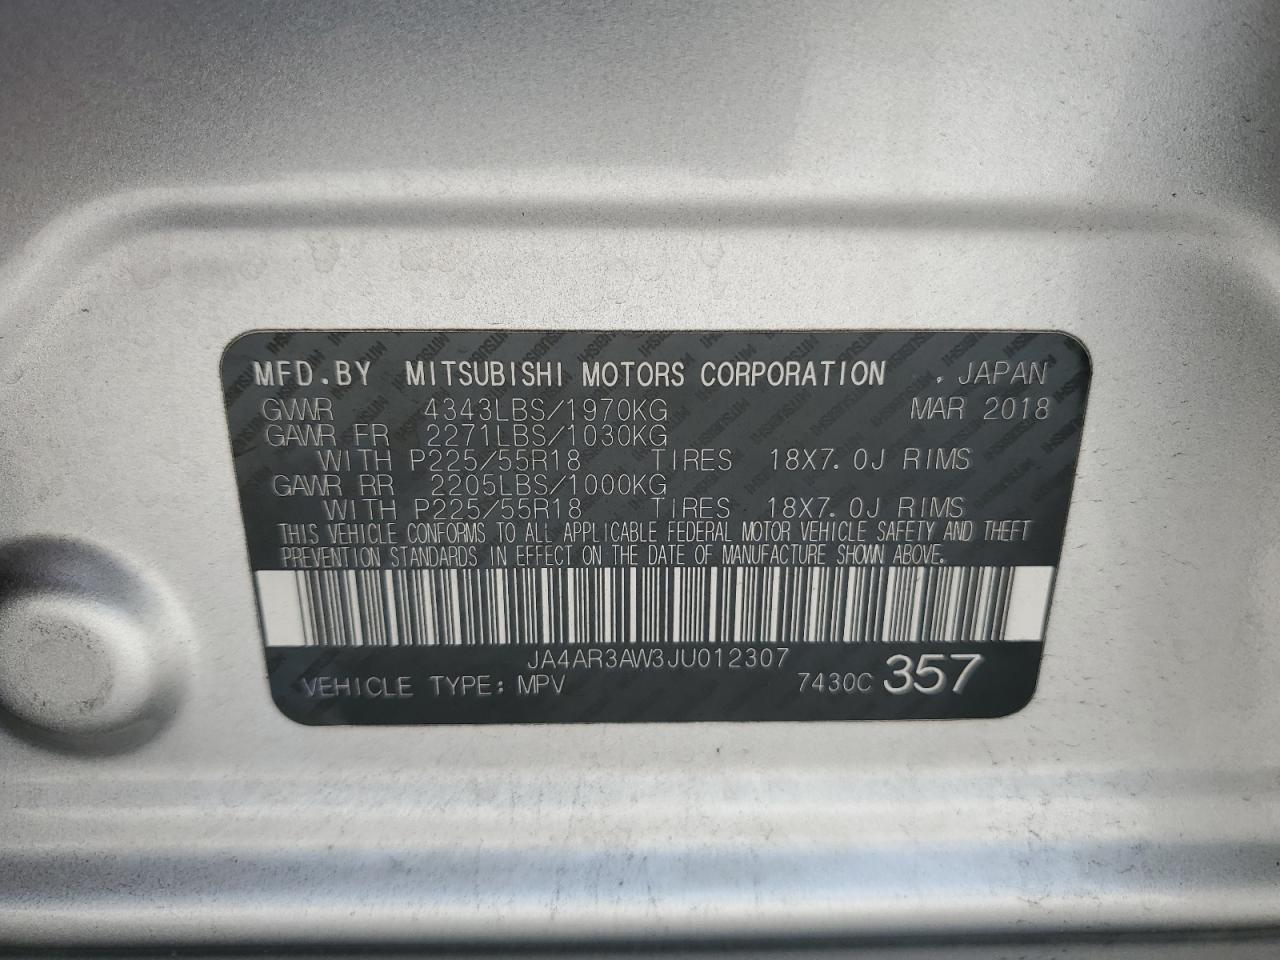 MFD.BY MITSUBISHI MOTORS CORPORATION . JAPAN
GVWR 4343LBS/1970KG MAR 2018
GAWR FR 2271LBS/1030KG
WITH P225/55R18 TIRES 18X7.0J RIMS
GAWR RR 2205LBS/1000KG
WITH P225/55R18 TIRES 18X7.0J RIMS
THIS VEHICLE CONFORMS TO ALL APPLICABLE FEDERAL MOTOR VEHICLE SAFETY AND THEFT
PREVENTION STANDARDS IN EFFECT ON THE DATE OF MANUFACTURE SHOWN ABOVE.
JA4AR3AW3JU012307
VEHICLE TYPE: MPV 7430C 357